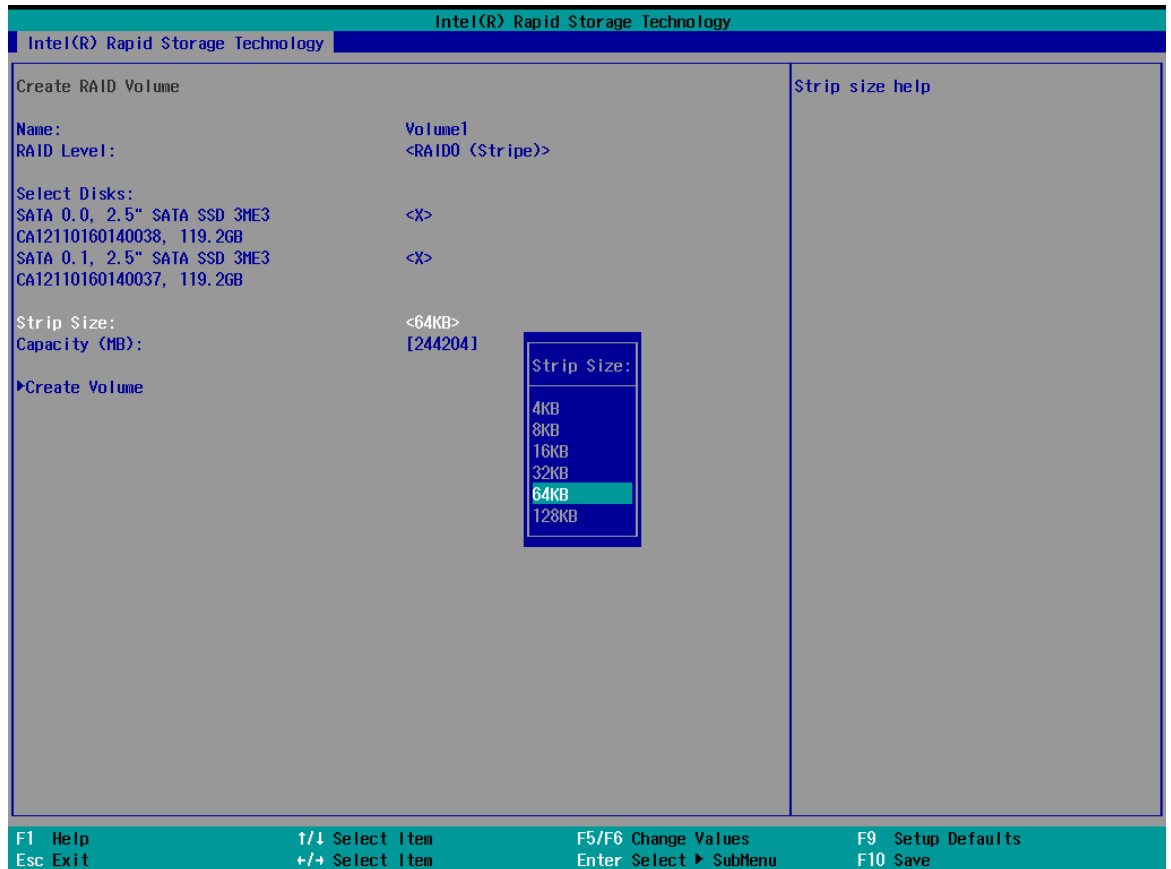 Intel(R) Rapid Storage Technology
Intel(R) Rapid Storage Technology
Create RAID Volume
Strip size help
Name: Volume1
RAID Level: <RAID0 (Stripe)>
Select Disks:
SATA 0.0, 2.5" SATA SSD 3ME3 <X>
CA12110160140038, 119.2GB
SATA 0.1, 2.5" SATA SSD 3ME3 <X>
CA12110160140037, 119.2GB
Strip Size: <64KB>
Capacity (MB): [244204]
▶Create Volume
Strip Size:
4KB
8KB
16KB
32KB
64KB
128KB
F1 Help ↑/↓ Select Item F5/F6 Change Values F9 Setup Defaults
Esc Exit ←/→ Select Item Enter Select ▶ SubMenu F10 Save